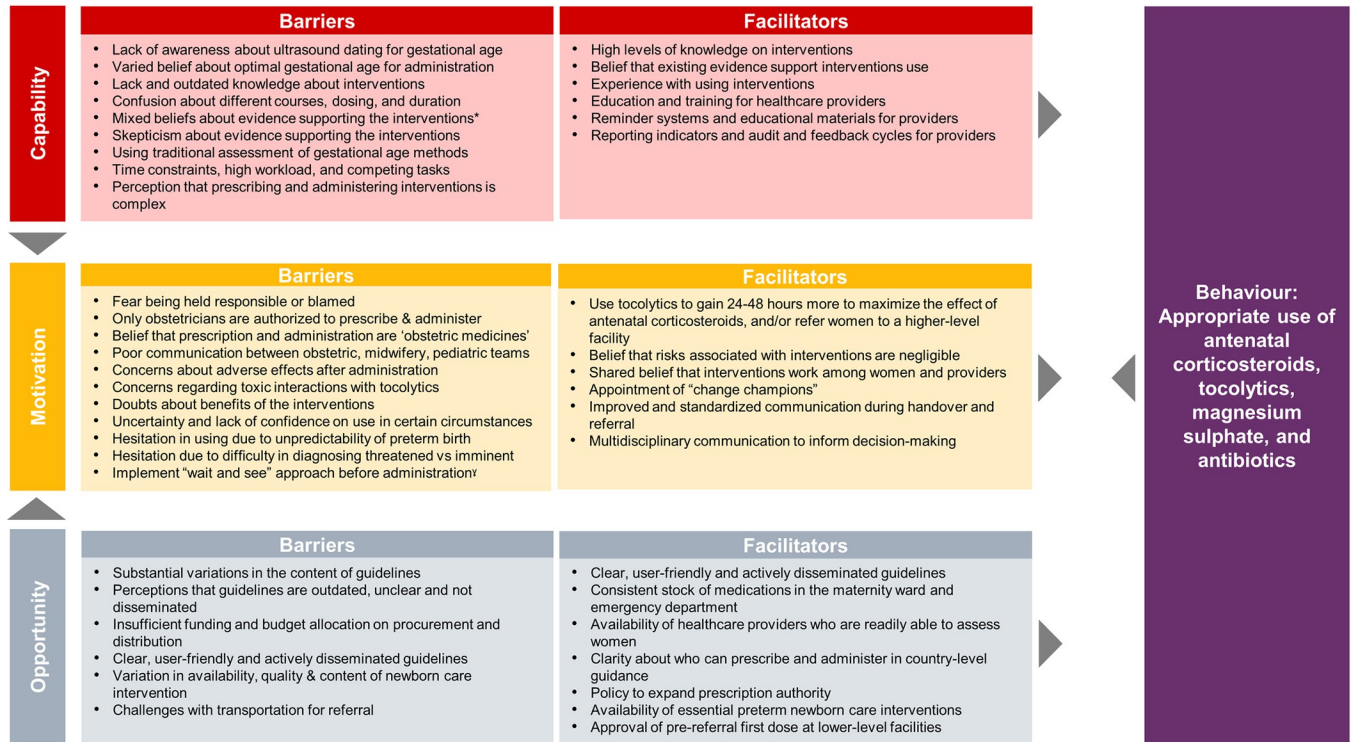 Capability
Barriers
• Lack of awareness about ultrasound dating for gestational age
• Varied belief about optimal gestational age for administration
• Lack and outdated knowledge about interventions
• Confusion about different courses, dosing, and duration
• Mixed beliefs about evidence supporting the interventions*
• Skepticism about evidence supporting the interventions
• Using traditional assessment of gestational age methods
• Time constraints, high workload, and competing tasks
• Perception that prescribing and administering interventions is
complex
Facilitators
• High levels of knowledge on interventions
• Belief that existing evidence support interventions use
• Experience with using interventions
• Education and training for healthcare providers
• Reminder systems and educational materials for providers
• Reporting indicators and audit and feedback cycles for providers
Motivation
Barriers
• Fear being held responsible or blamed
• Only obstetricians are authorized to prescribe & administer
• Belief that prescription and administration are ‘obstetric medicines’
• Poor communication between obstetric, midwifery, pediatric teams
• Concerns about adverse effects after administration
• Concerns regarding toxic interactions with tocolytics
• Doubts about benefits of the interventions
• Uncertainty and lack of confidence on use in certain circumstances
• Hesitation in using due to unpredictability of preterm birth
• Hesitation due to difficulty in diagnosing threatened vs imminent
• Implement “wait and see” approach before administration¥
Facilitators
• Use tocolytics to gain 24-48 hours more to maximize the effect of
antenatal corticosteroids, and/or refer women to a higher-level
facility
• Belief that risks associated with interventions are negligible
• Shared belief that interventions work among women and providers
• Appointment of “change champions”
• Improved and standardized communication during handover and
referral
• Multidisciplinary communication to inform decision-making
Opportunity
Barriers
• Substantial variations in the content of guidelines
• Perceptions that guidelines are outdated, unclear and not
disseminated
• Insufficient funding and budget allocation on procurement and
distribution
• Clear, user-friendly and actively disseminated guidelines
• Variation in availability, quality & content of newborn care
intervention
• Challenges with transportation for referral
Facilitators
• Clear, user-friendly and actively disseminated guidelines
• Consistent stock of medications in the maternity ward and
emergency department
• Availability of healthcare providers who are readily able to assess
women
• Clarity about who can prescribe and administer in country-level
guidance
• Policy to expand prescription authority
• Availability of essential preterm newborn care interventions
• Approval of pre-referral first dose at lower-level facilities
Behaviour:
Appropriate use of
antenatal
corticosteroids,
tocolytics,
magnesium
sulphate, and
antibiotics